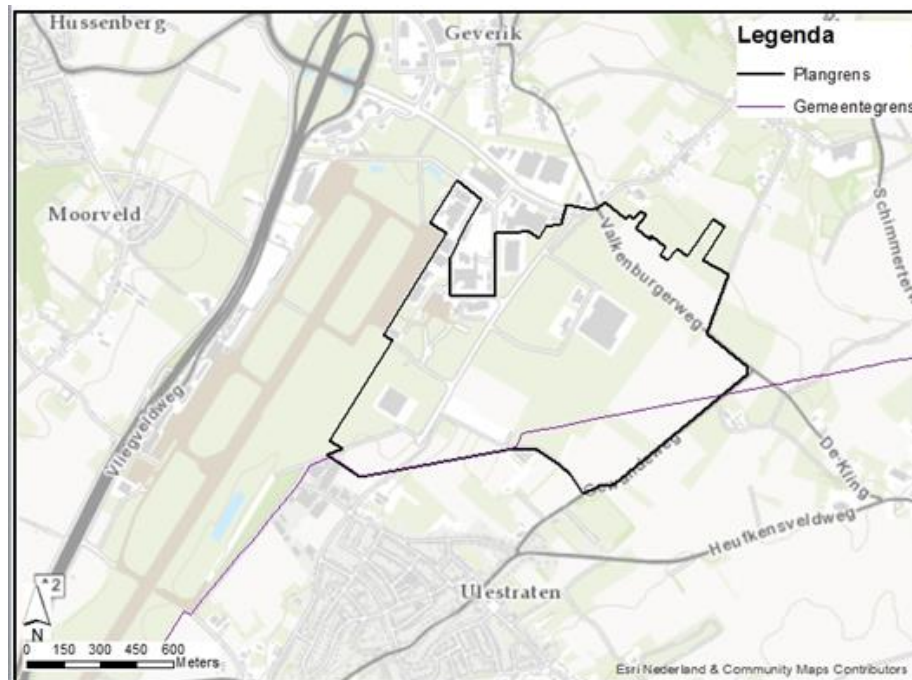 Hussenberg
Geverik
Legenda
Plangrens
Gemeentegrens
Moorveld
Valkenburgerweg
Vliegveldweg
De Kling
Heufkensveldweg
Ulestraten
2
N
0 150 300 450 600
Meters
Esri Nederland & Community Maps Contributors